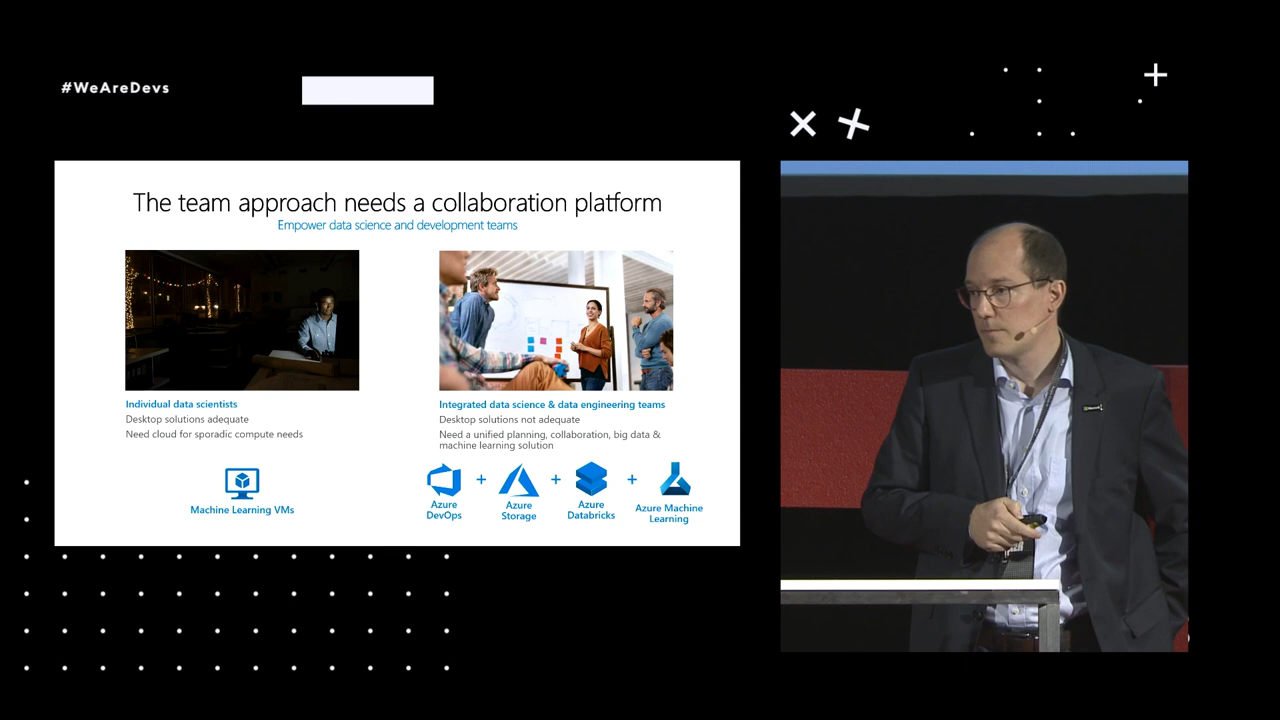 #WeAreDevs
The team approach needs a collaboration platform
Empower data science and development teams
Individual data scientists
Desktop solutions adequate
Need cloud for sporadic compute needs
Machine Learning VMs
Integrated data science & data engineering teams
Desktop solutions not adequate
Need a unified planning, collaboration, big data &
machine learning solution
Azure
DevOps
+
Azure
Storage
+
Azure
Databricks
+
Azure Machine
Learning